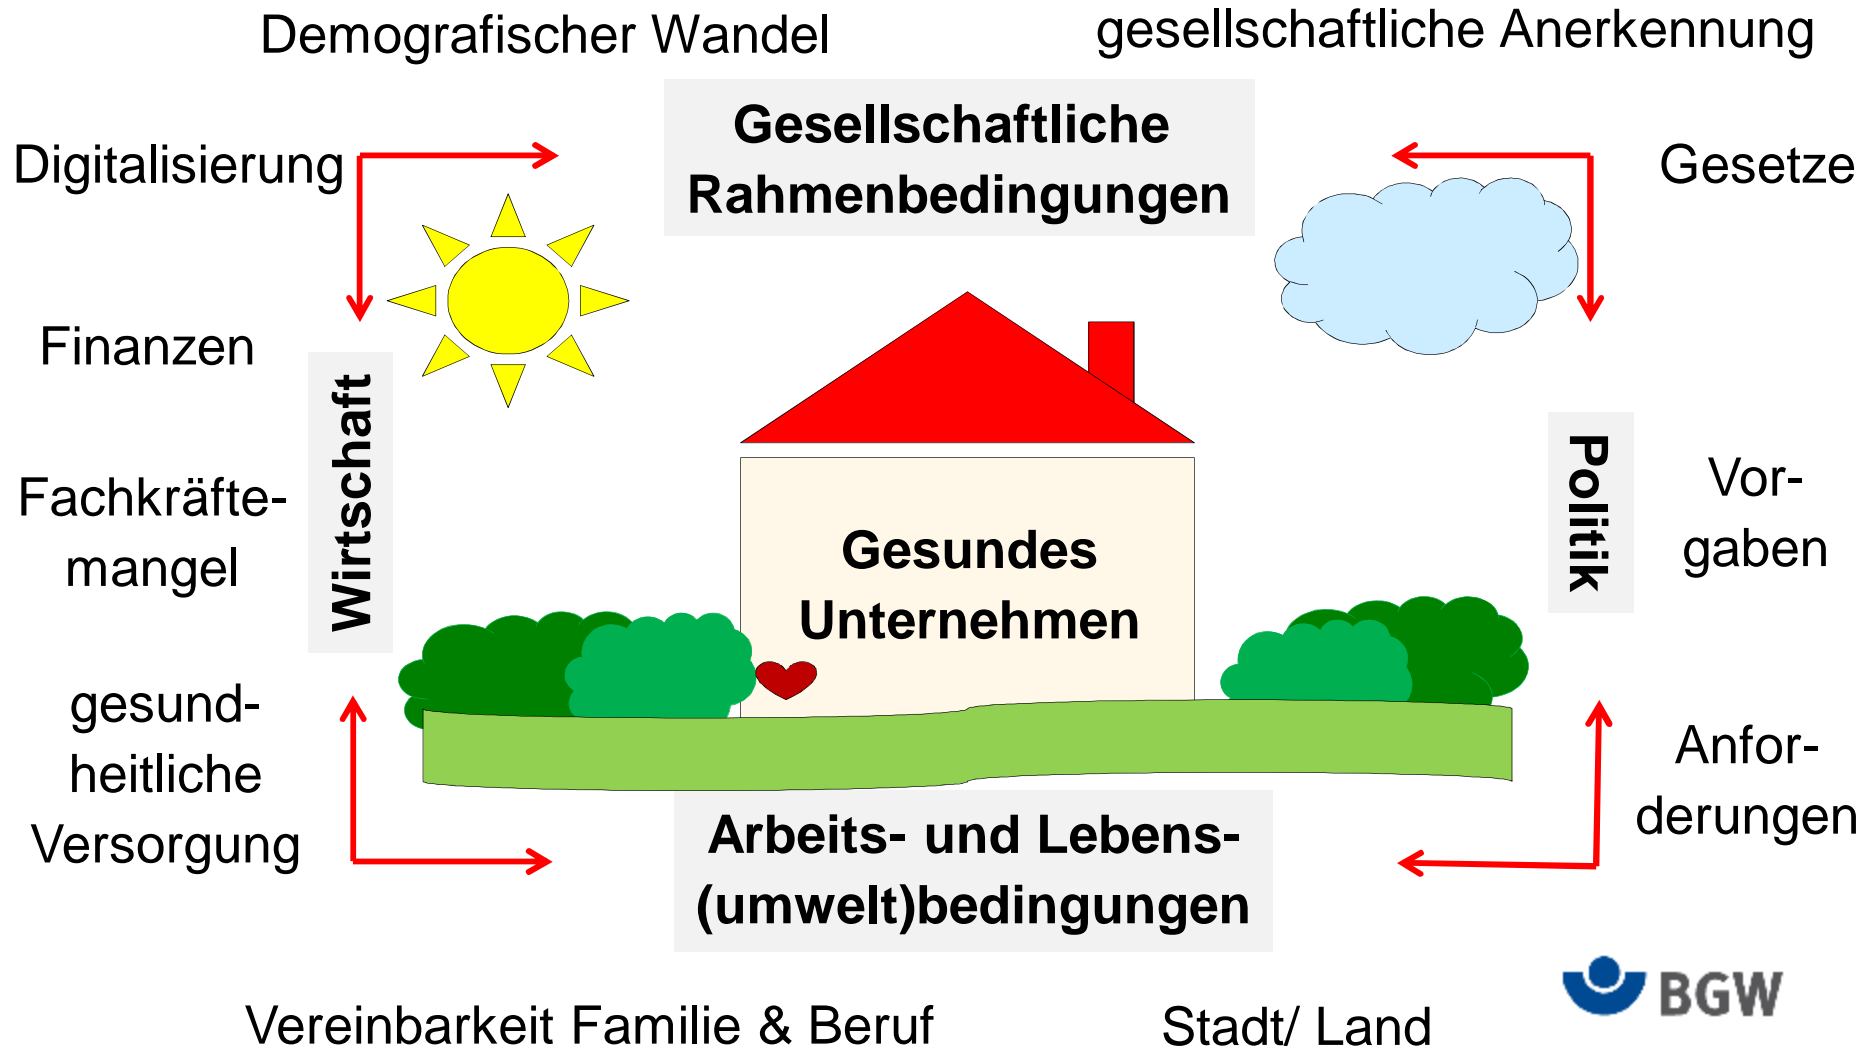 Demografischer Wandel
gesellschaftliche Anerkennung
Gesellschaftliche
Rahmenbedingungen
Digitalisierung
Gesetze
Finanzen
Wirtschaft
Politik
Fachkräfte-
mangel
Vor-
gaben
Gesundes
Unternehmen
gesund-
heitliche
Versorgung
Anfor-
derungen
Arbeits- und Lebens-
(umwelt)bedingungen
Vereinbarkeit Familie & Beruf
Stadt/ Land
BGW